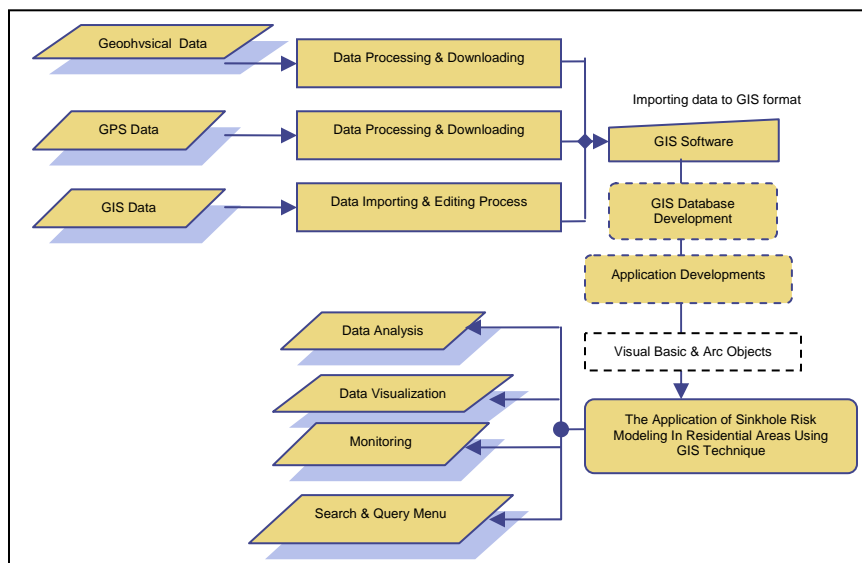 Geophysical Data
Data Processing & Downloading
Importing data to GIS format
GPS Data
Data Processing & Downloading
GIS Software
GIS Data
Data Importing & Editing Process
GIS Database
Development
Application Developments
Data Analysis
Visual Basic & Arc Objects
Data Visualization
The Application of Sinkhole Risk
Modeling In Residential Areas Using
GIS Technique
Monitoring
Search & Query Menu